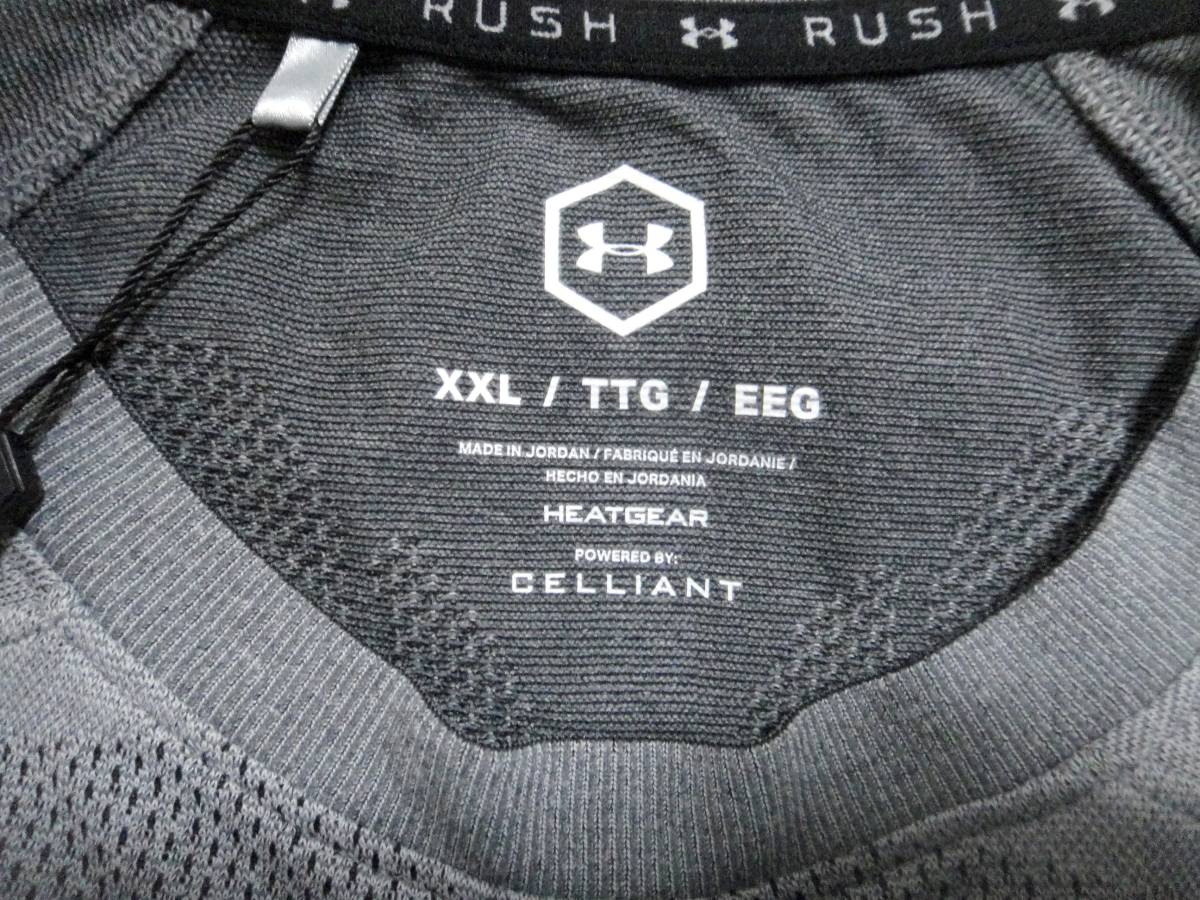 RUSH RUSH
XXL / TTG / EEG
MADE IN JORDAN / FABRIQUÉ EN JORDANIE /
HECHO EN JORDANIA
HEATGEAR
POWERED BY:
CELLIANT